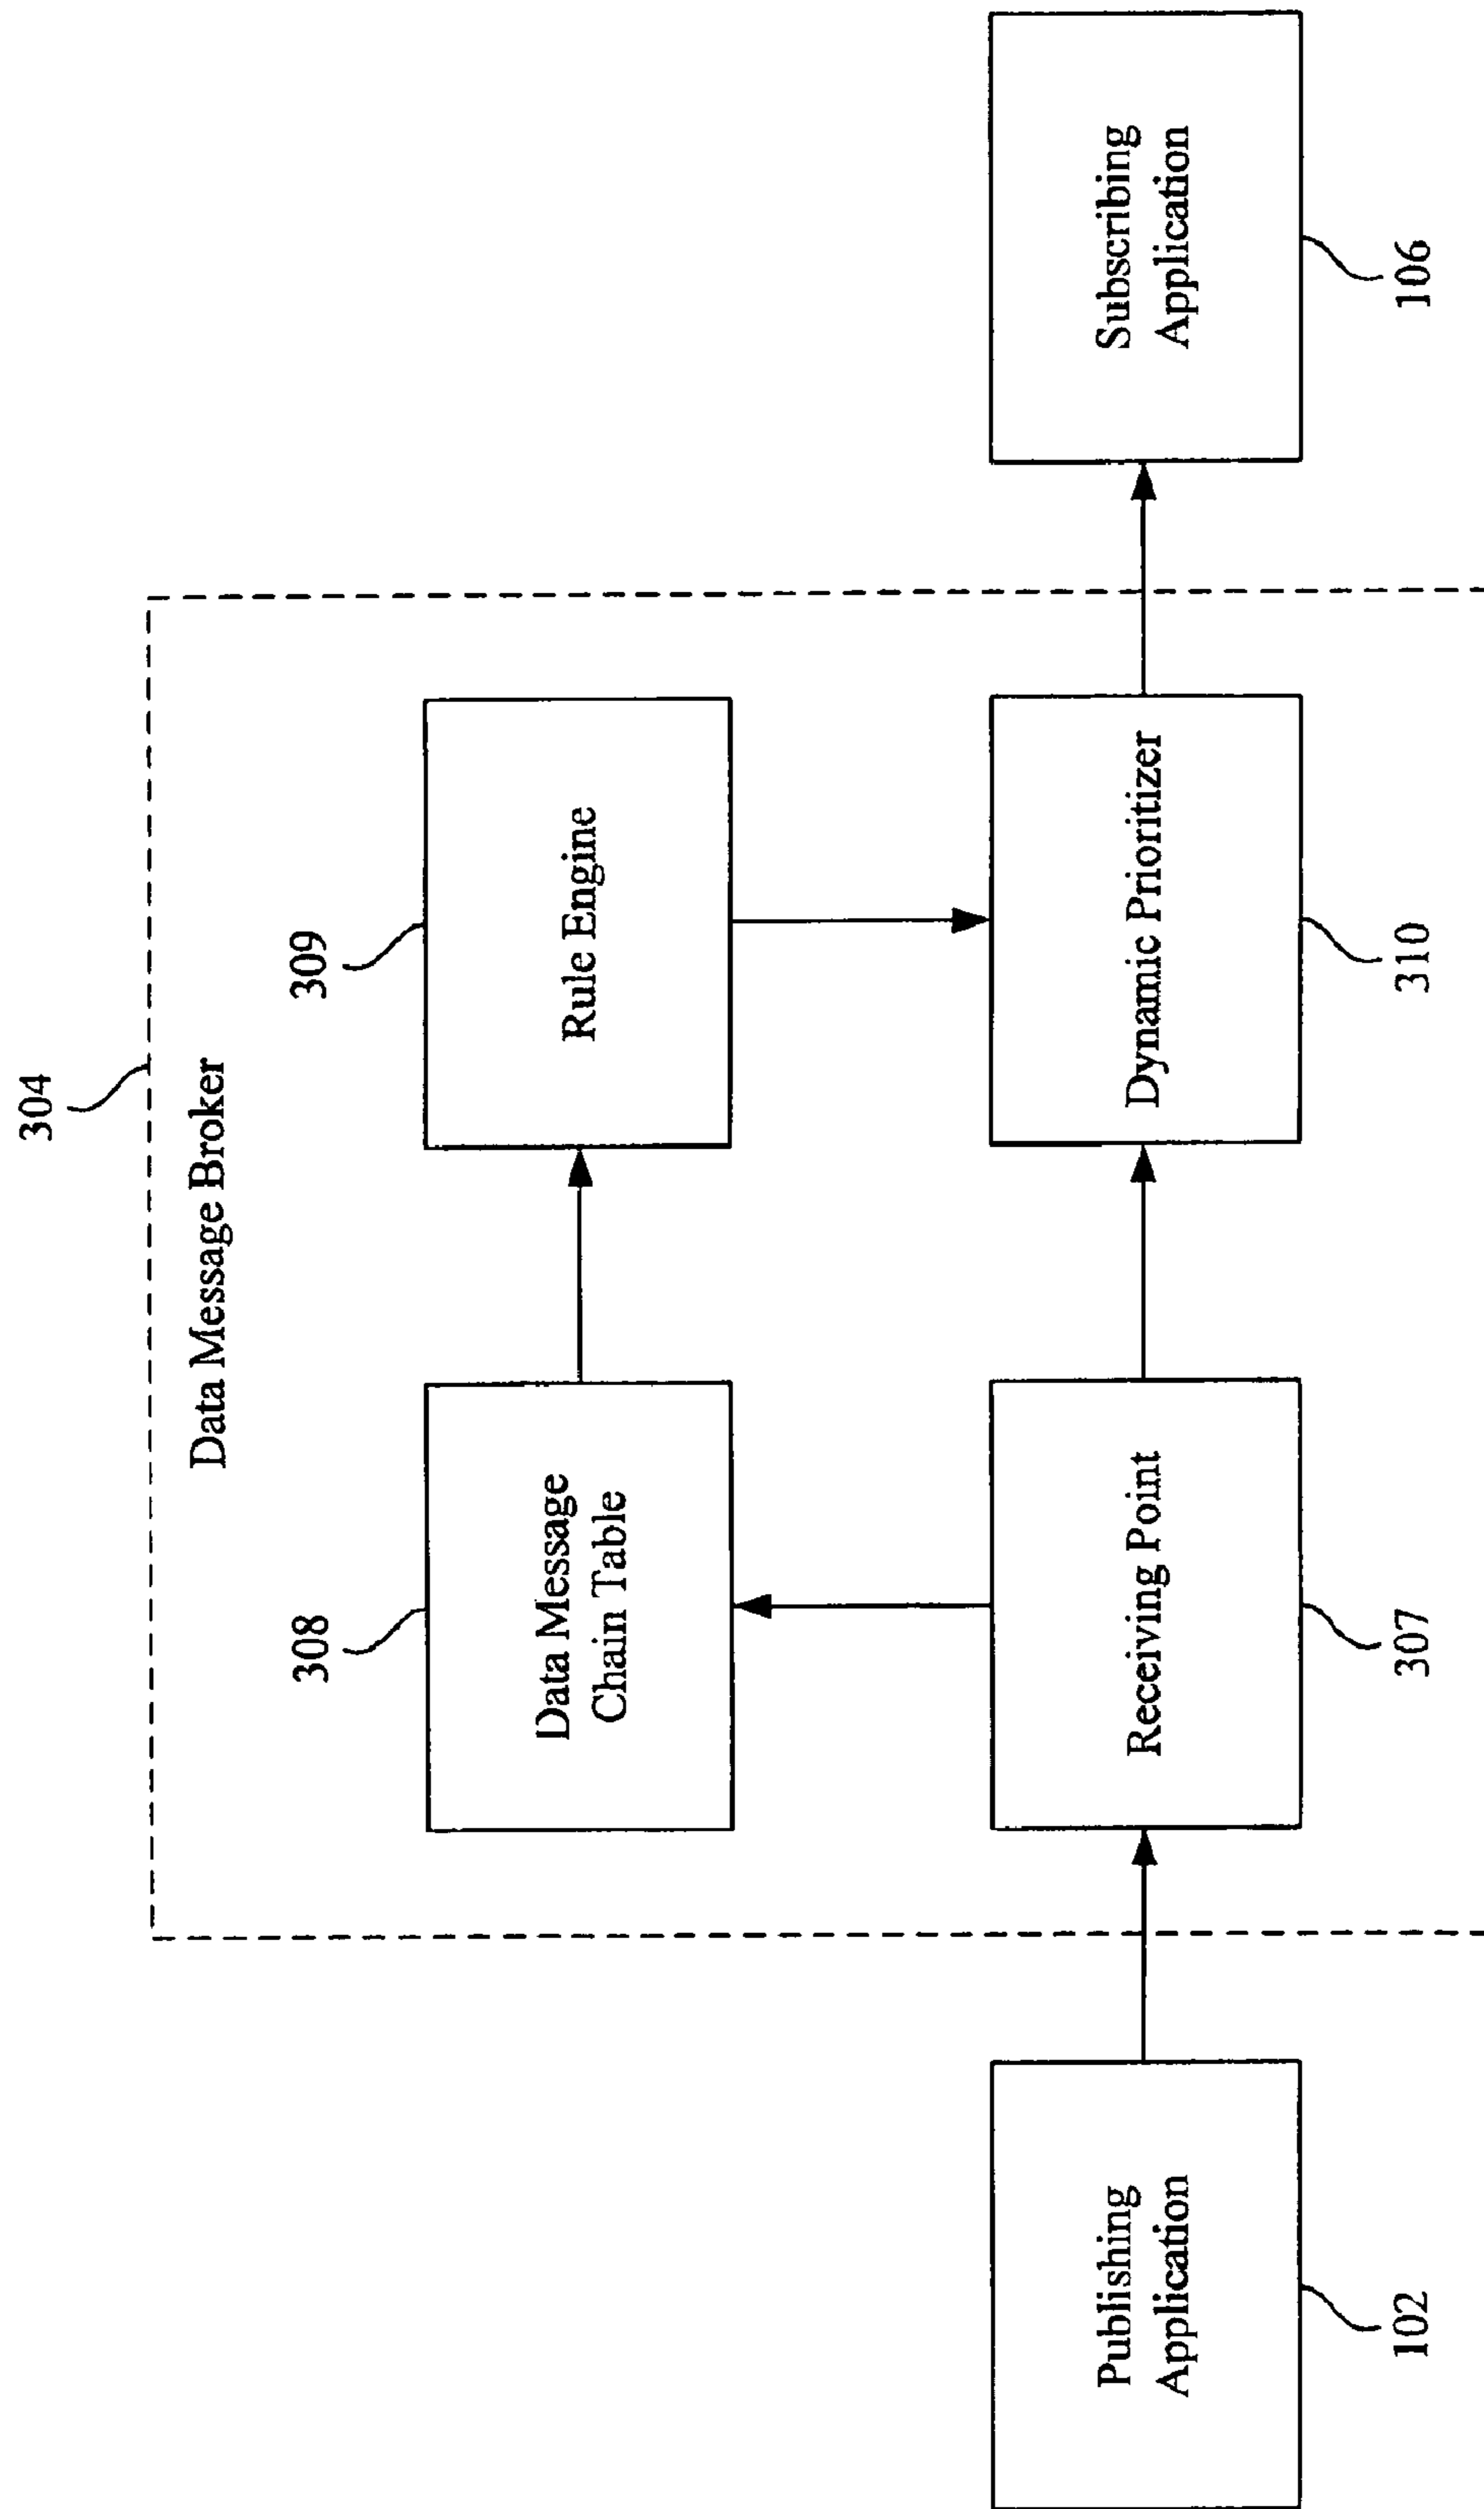 304
Data Message Broker
308
309
Data Message
Chain Table
Rule Engine
Publishing
Application
Receiving Point
Dynamic Prioritizer
Subscribing
Application
102
307
310
106